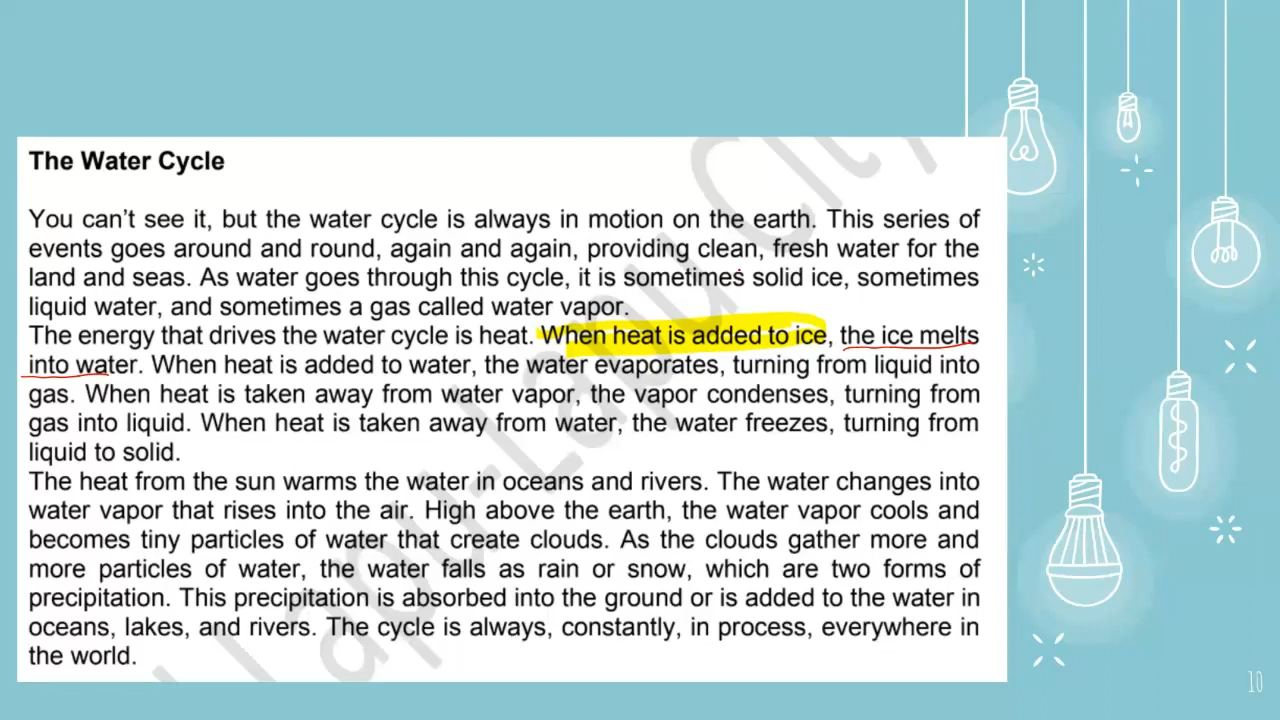 The Water Cycle
You can't see it, but the water cycle is always in motion on the earth. This series of
events goes around and round, again and again, providing clean, fresh water for the
land and seas. As water goes through this cycle, it is sometimes solid ice, sometimes
liquid water, and sometimes a gas called water vapor.
The energy that drives the water cycle is heat. When heat is added to ice, the ice melts
into water. When heat is added to water, the water evaporates, turning from liquid into
gas. When heat is taken away from water vapor, the vapor condenses, turning from
gas into liquid. When heat is taken away from water, the water freezes, turning from
liquid to solid.
The heat from the sun warms the water in oceans and rivers. The water changes into
water vapor that rises into the air. High above the earth, the water vapor cools and
becomes tiny particles of water that create clouds. As the clouds gather more and
more particles of water, the water falls as rain or snow, which are two forms of
precipitation. This precipitation is absorbed into the ground or is added to the water in
oceans, lakes, and rivers. The cycle is always, constantly, in process, everywhere in
the world.
Lapu-Lapu City
10